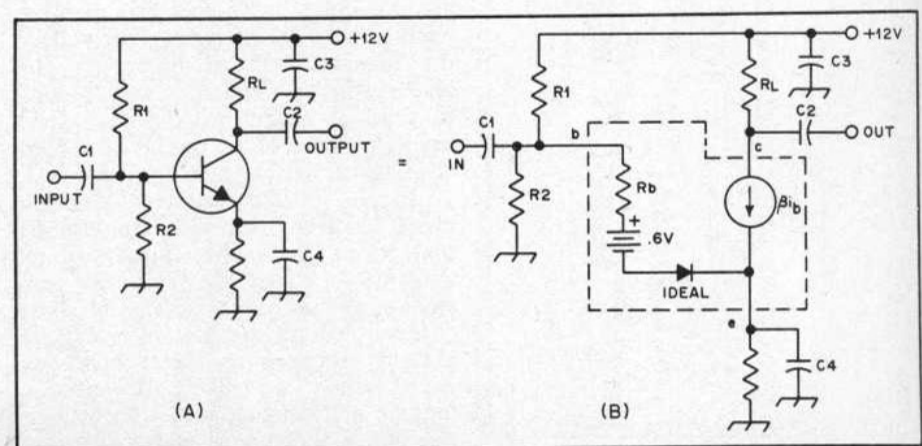 +12V
C3
RL
R1
C2
C1
OUTPUT
INPUT
R2
C4
(A)
=
+12V
C3
RL
R1
C2
C1
b
OUT
IN
c
R2
Rb
βib
+
.6V
IDEAL
e
C4
(B)